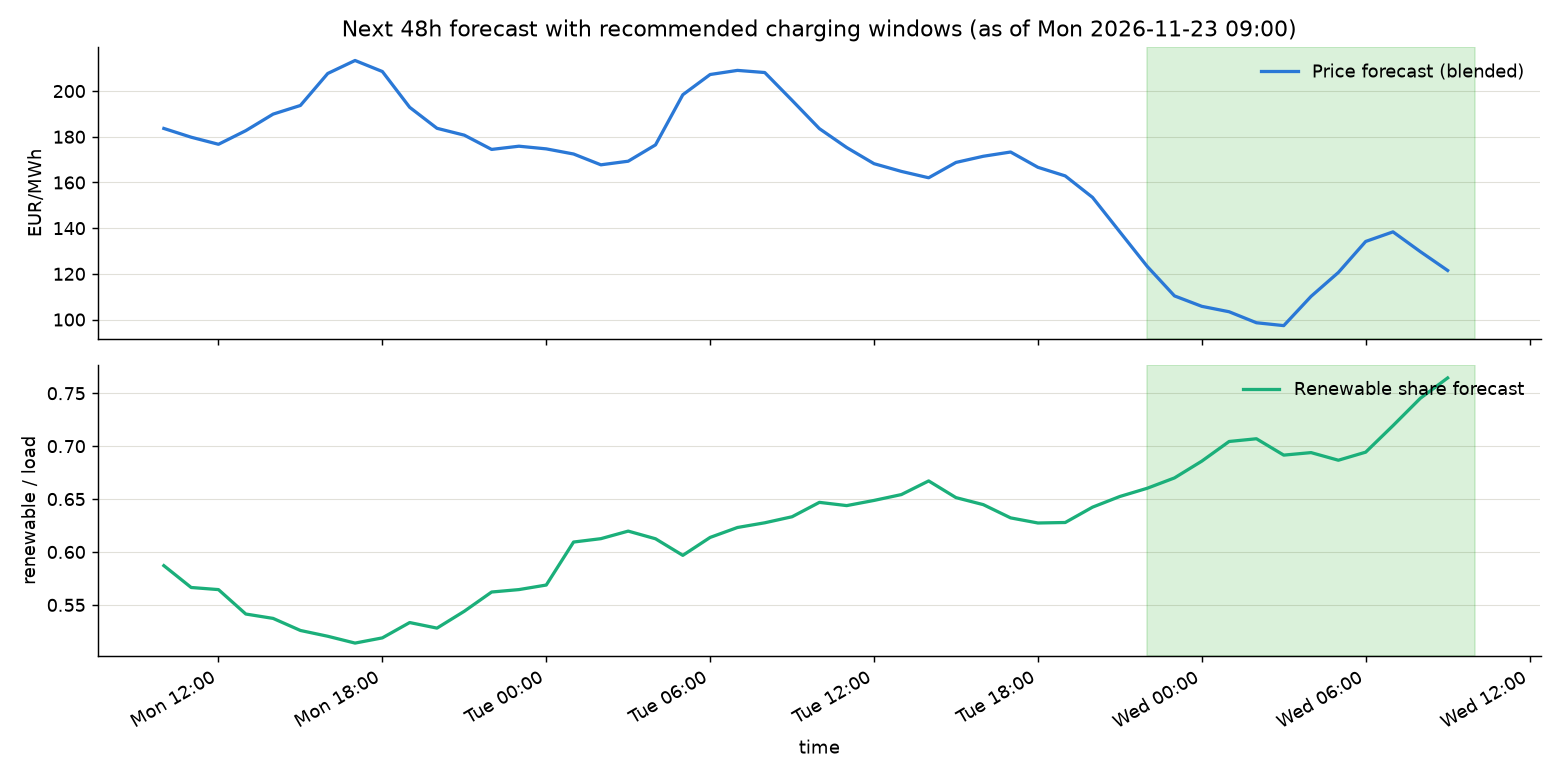 Next 48h forecast with recommended charging windows (as of Mon 2026-11-23 09:00)
Price forecast (blended)
EUR/MWh
200
180
160
140
120
100
Renewable share forecast
renewable / load
0.75
0.70
0.65
0.60
0.55
Mon 12:00
Mon 18:00
Tue 00:00
Tue 06:00
Tue 12:00
Tue 18:00
Wed 00:00
Wed 06:00
Wed 12:00
time